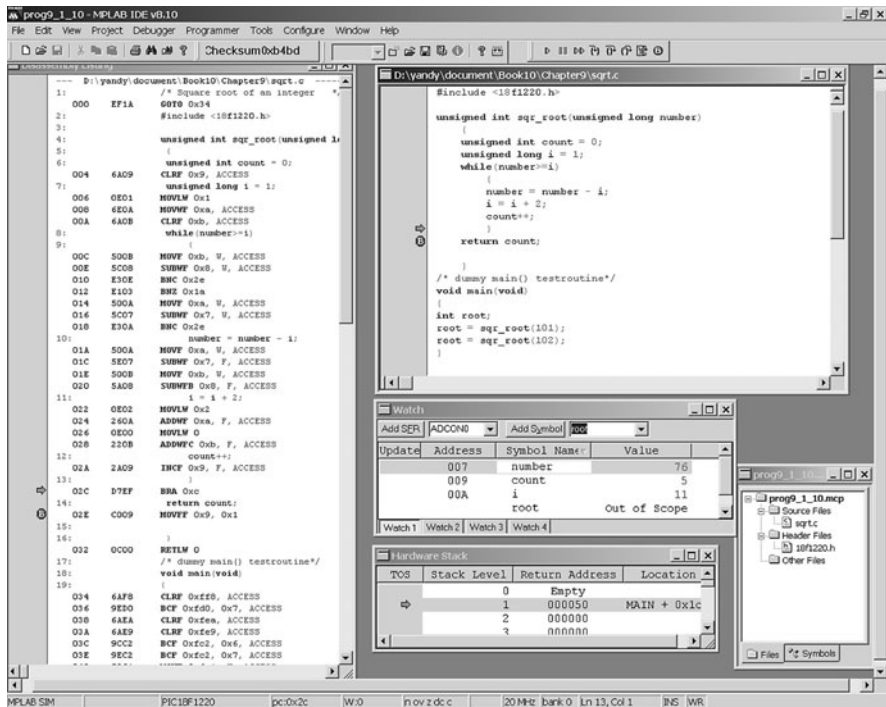 prog9_1_10 - MPLAB IDE v8.10
File Edit View Project Debugger Programmer Tools Configure Window Help
Checksum0xb4bd
Disassembly Listing
--- D:\yandy\document\Book10\Chapter9\sqrt.c
1: /* Square root of an integer *
000 EF1A GOTO 0x34
2: #include <18f1220.h>
3:
4: unsigned int sqr_root(unsigned l
5: {
6: unsigned int count = 0;
004 6A09 CLRF 0x9, ACCESS
7: unsigned long i = 1;
006 0E01 MOVLW 0x1
008 6E0A MOVWF 0xa, ACCESS
00A 6A0B CLRF 0xb, ACCESS
8: while(number>=i)
9: {
00C 500B MOVF 0xb, W, ACCESS
00E 5C08 SUBWF 0x8, W, ACCESS
010 E30E BNC 0x2e
012 E103 BNZ 0x1a
014 500A MOVF 0xa, W, ACCESS
016 5C07 SUBWF 0x7, W, ACCESS
018 E30A BNC 0x2e
10: number = number - i;
01A 500A MOVF 0xa, W, ACCESS
01C 5E07 SUBWF 0x7, F, ACCESS
01E 500B MOVF 0xb, W, ACCESS
020 5A08 SUBWFB 0x8, F, ACCESS
11: i = i + 2;
022 0E02 MOVLW 0x2
024 260A ADDWF 0xa, F, ACCESS
026 0E00 MOVLW 0
028 220B ADDWFC 0xb, F, ACCESS
12: count++;
02A 2A09 INCF 0x9, F, ACCESS
13: }
02C D7EF BRA 0xc
14: return count;
B 02E C009 MOVFF 0x9, 0x1
15:
16: }
032 0C00 RETLW 0
17: /* dummy main() testroutine*/
18: void main(void)
19: {
034 6AF8 CLRF 0xff8, ACCESS
036 9ED0 BCF 0xfd0, 0x7, ACCESS
038 6AEA CLRF 0xfea, ACCESS
03A 6AE9 CLRF 0xfe9, ACCESS
03C 9CC2 BCF 0xfc2, 0x6, ACCESS
03E 9EC2 BCF 0xfc2, 0x7, ACCESS
D:\yandy\document\Book10\Chapter9\sqrt.c
#include <18f1220.h>
unsigned int sqr_root(unsigned long number)
{
unsigned int count = 0;
unsigned long i = 1;
while(number>=i)
{
number = number - i;
i = i + 2;
count++;
}
B return count;
}
/* dummy main() testroutine*/
void main(void)
{
int root;
root = sqr_root(101);
root = sqr_root(102);
}
Watch
Add SFR ADCON0 Add Symbol root
Update Address Symbol Name Value
007 number 76
009 count 5
00A i 11
root Out of Scope
Watch 1 Watch 2 Watch 3 Watch 4
Hardware Stack
TOS Stack Level Return Address Location
0 Empty
1 000050 MAIN + 0x1c
2 000000
3 000000
prog9_1_10....
prog9_1_10.mcp
Source Files
sqrt.c
Header Files
18f1220.h
Other Files
Files Symbols
MPLAB SIM PIC18F1220 pc:0x2c W:0 n ov z dc c 20 MHz bank 0 Ln 13, Col 1 INS WR